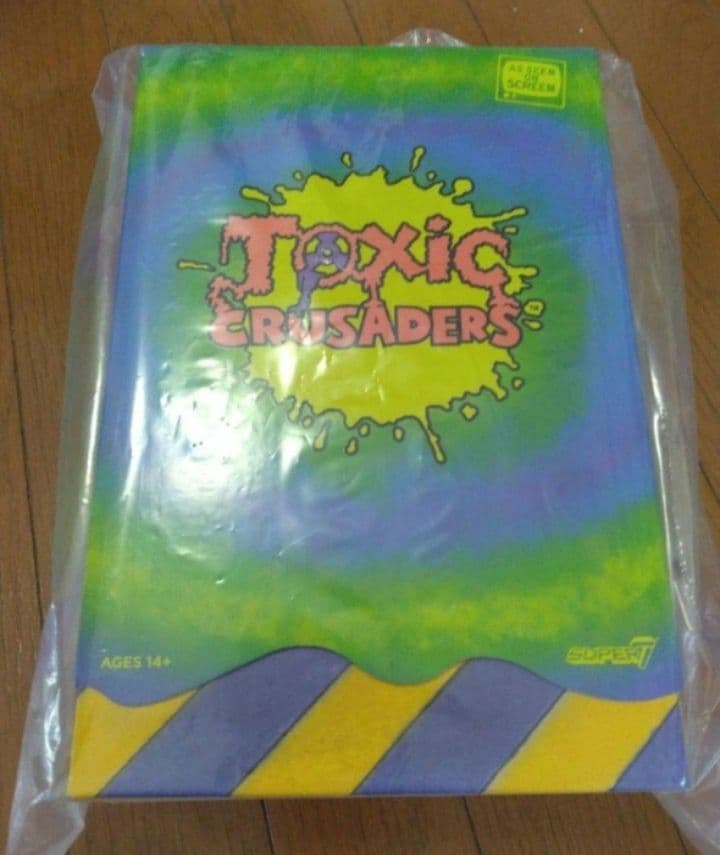 AS SEEN
ON
SCREEN
TOXiC
CRUSADERS
AGES 14+
SUPER7